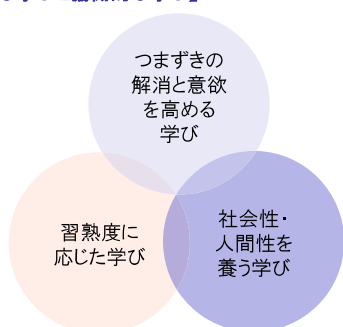 つまずきの
解消と意欲
を高める
学び
習熟度に
応じた学び
社会性・
人間性を
養う学び